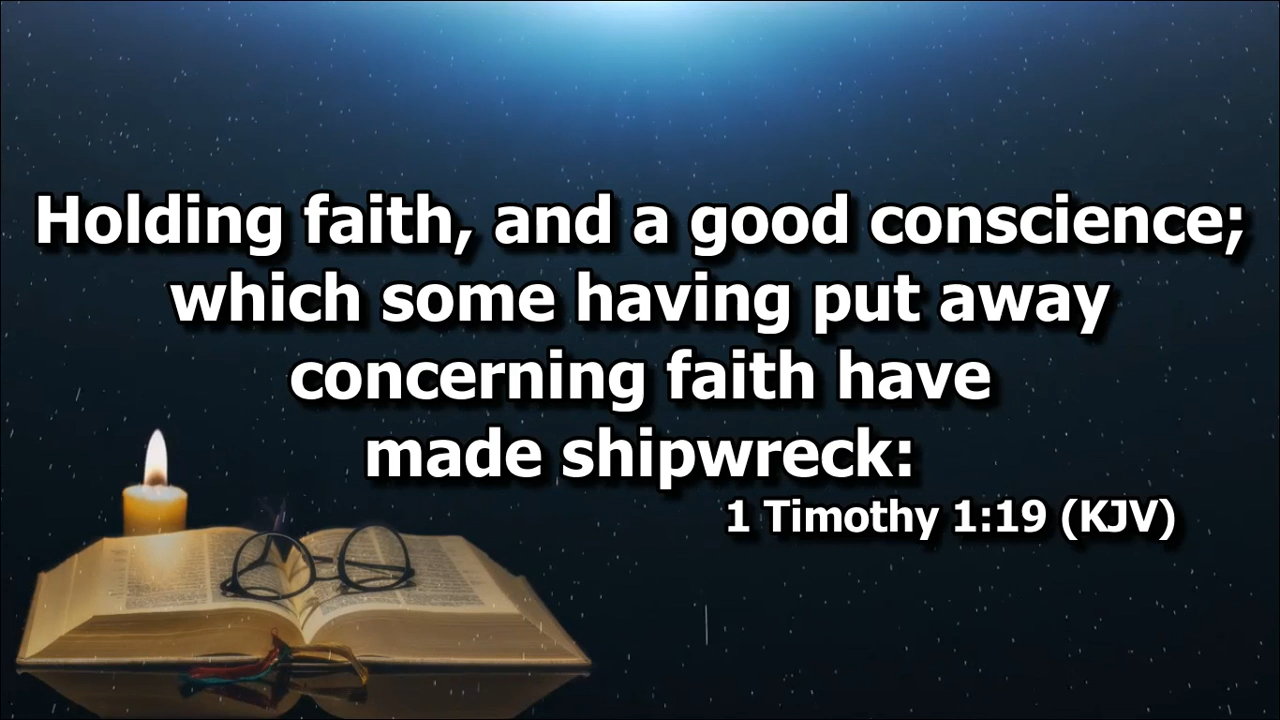 Holding faith, and a good conscience;
which some having put away
concerning faith have
made shipwreck:
1 Timothy 1:19 (KJV)